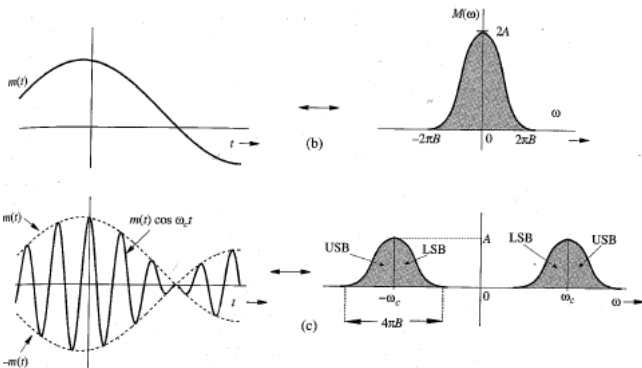 M(ω)
2A
m(t)
t
(b)
ω
−2πB
0
2πB
m(t)
m(t) cos ω_c t
−m(t)
t
USB
LSB
A
LSB
USB
−ω_c
0
ω_c
ω
(c)
4πB